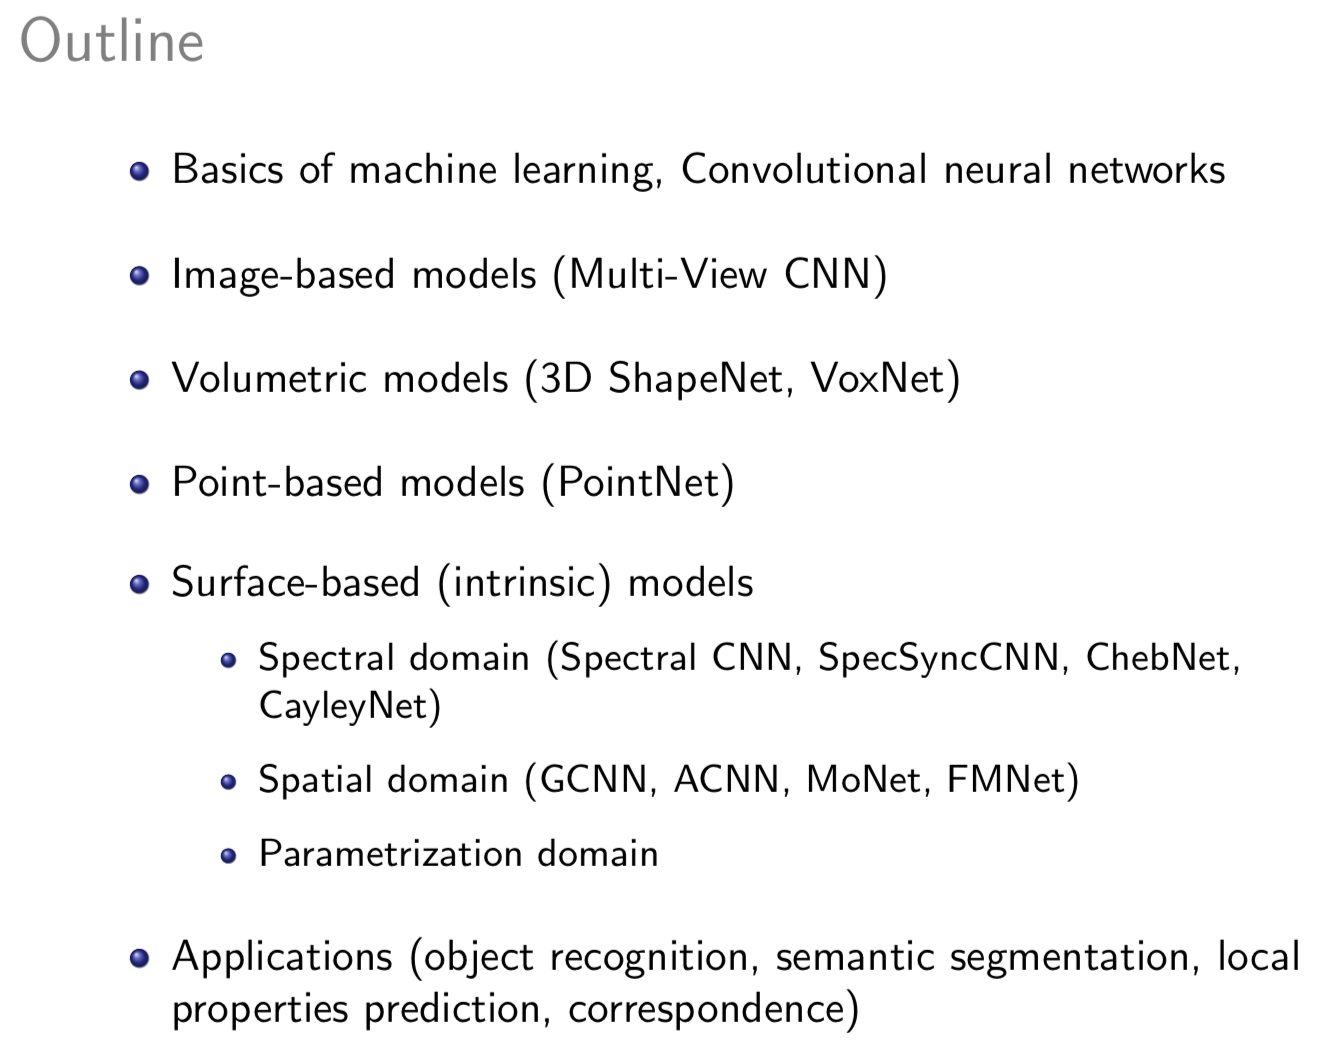 Outline
Basics of machine learning, Convolutional neural networks
Image-based models (Multi-View CNN)
Volumetric models (3D ShapeNet, VoxNet)
Point-based models (PointNet)
Surface-based (intrinsic) models
Spectral domain (Spectral CNN, SpecSyncCNN, ChebNet,
CayleyNet)
Spatial domain (GCNN, ACNN, MoNet, FMNet)
Parametrization domain
Applications (object recognition, semantic segmentation, local
properties prediction, correspondence)